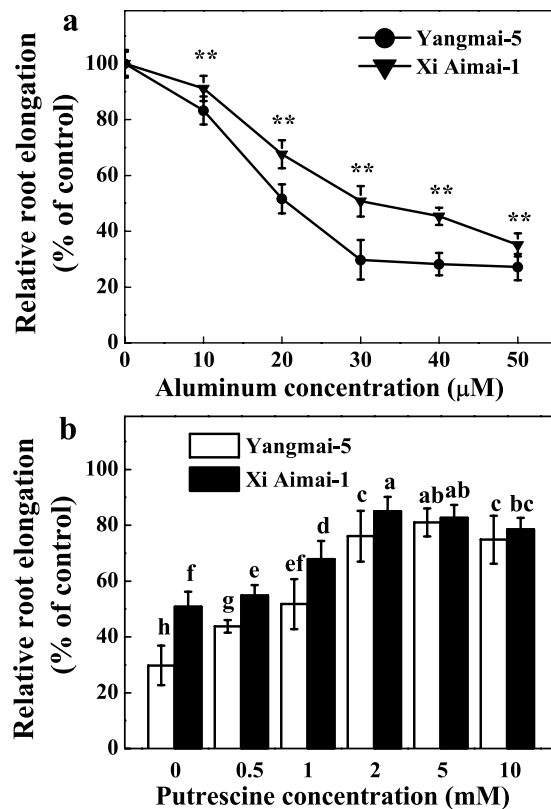 a
Yangmai-5
Xi Aimai-1
Relative root elongation
(% of control)
100
80
60
40
20
0
**
**
**
**
**
0 10 20 30 40 50
Aluminum concentration (μM)
b
Yangmai-5
Xi Aimai-1
Relative root elongation
(% of control)
100
80
60
40
20
0
h f g e ef d c a ab ab c bc
0 0.5 1 2 5 10
Putrescine concentration (mM)